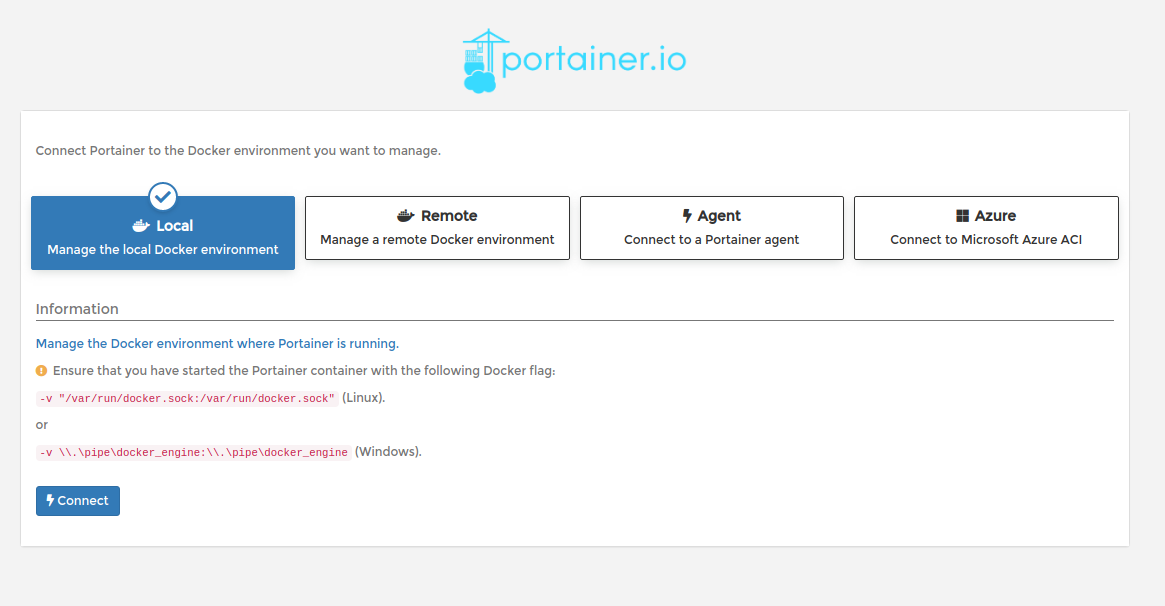 portainer.io
Connect Portainer to the Docker environment you want to manage.
Local
Manage the local Docker environment
Remote
Manage a remote Docker environment
Agent
Connect to a Portainer agent
Azure
Connect to Microsoft Azure ACI
Information
Manage the Docker environment where Portainer is running.
Ensure that you have started the Portainer container with the following Docker flag:
-v "/var/run/docker.sock:/var/run/docker.sock" (Linux).
or
-v \\.\pipe\docker_engine:\\.\pipe\docker_engine (Windows).
Connect